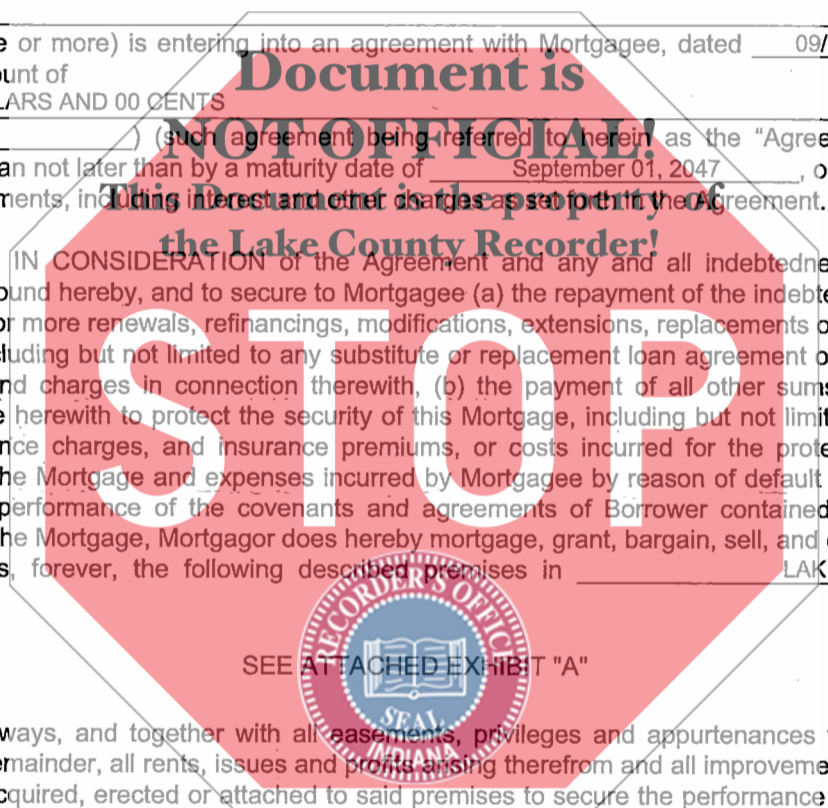 e or more) is entering into an agreement with Mortgagee, dated 09/
Document is
unt of
LARS AND 00 CENTS
NOT OFFICIAL!
) (such agreement being referred to herein as the "Agree
an not later than by a maturity date of September 01, 2047, o
This Document is the property of
ments, including interest and other charges as set forth in the Agreement.
the Lake County Recorder!
IN CONSIDERATION of the Agreement and any and all indebtedne
ound hereby, and to secure to Mortgagee (a) the repayment of the indebte
or more renewals, refinancings, modifications, extensions, replacements o
luding but not limited to any substitute or replacement loan agreement o
nd charges in connection therewith, (b) the payment of all other sums
STOP
e herewith to protect the security of this Mortgage, including but not limit
nce charges, and insurance premiums, or costs incurred for the prote
he Mortgage and expenses incurred by Mortgagee by reason of default
performance of the covenants and agreements of Borrower contained
he Mortgage, Mortgagor does hereby mortgage, grant, bargain, sell, and
s, forever, the following described premises in LAK
RECORDER'S OFFICE
SEE ATTACHED EXHIBIT "A"
SEAL
INDIANA
ways, and together with all easements, privileges and appurtenances
emainder, all rents, issues and profits arising therefrom and all improveme
cquired, erected or attached to said premises to secure the performance